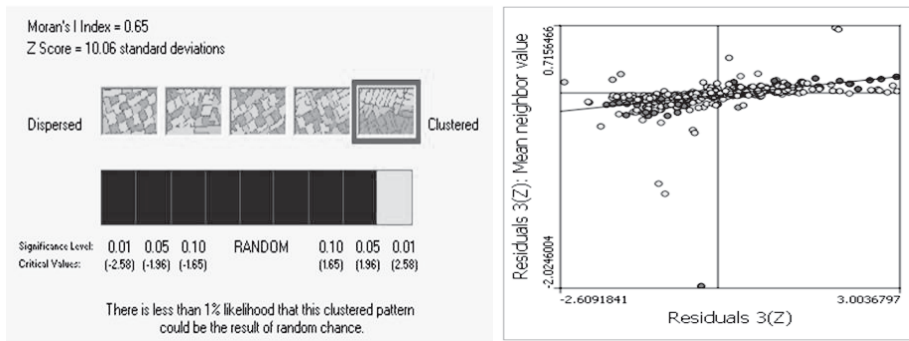 Moran's I Index = 0.65
Z Score = 10.06 standard deviations
Dispersed
Clustered
Significance Level: 0.01 0.05 0.10 RANDOM 0.10 0.05 0.01
Critical Values: (-2.58) (-1.96) (-1.65) (1.65) (1.96) (2.58)
There is less than 1% likelihood that this clustered pattern
could be the result of random chance.
Residuals 3(Z): Mean neighbor value
0.7156466
-2.0246004
-2.6091841
3.0036797
Residuals 3(Z)